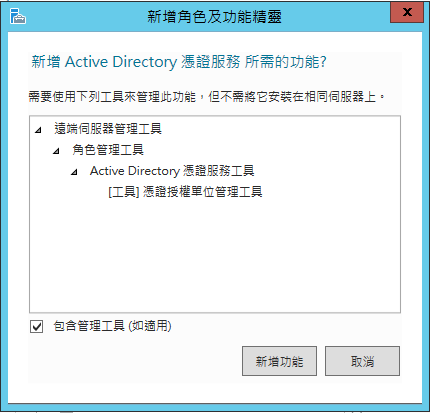 新增角色及功能精靈
新增 Active Directory 憑證服務 所需的功能?
需要使用下列工具來管理此功能，但不需將它安裝在相同伺服器上。
遠端伺服器管理工具
角色管理工具
Active Directory 憑證服務工具
[工具] 憑證授權單位管理工具
包含管理工具 (如適用)
新增功能 取消